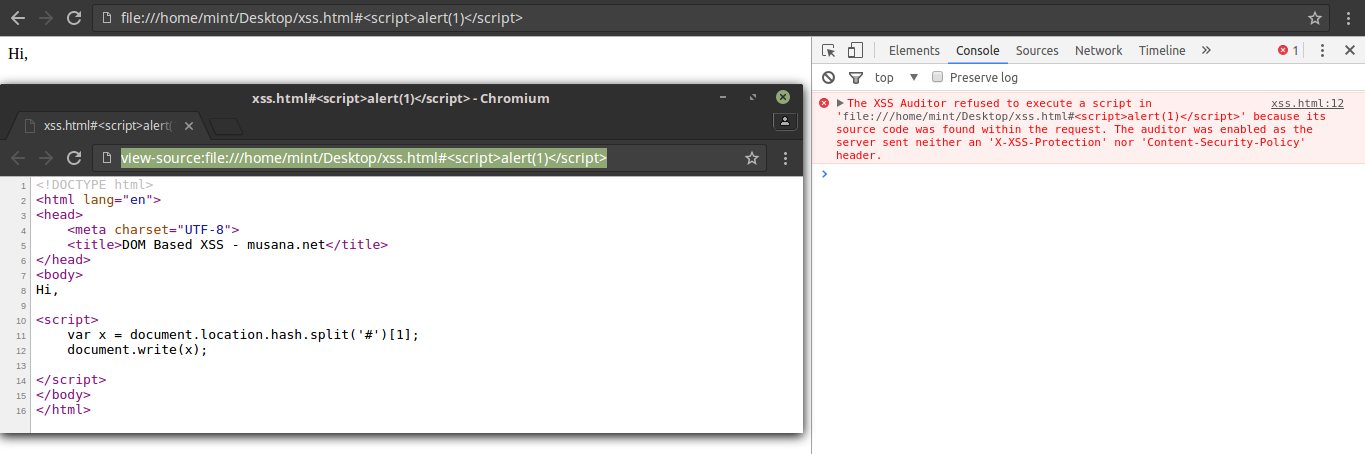 file:///home/mint/Desktop/xss.html#<script>alert(1)</script>
Hi,
Elements Console Sources Network Timeline » 1
top Preserve log
The XSS Auditor refused to execute a script in xss.html:12
'file:///home/mint/Desktop/xss.html#<script>alert(1)</script>' because its
source code was found within the request. The auditor was enabled as the
server sent neither an 'X-XSS-Protection' nor 'Content-Security-Policy'
header.
xss.html#<script>alert(1)</script> - Chromium
xss.html#<script>alert(
view-source:file:///home/mint/Desktop/xss.html#<script>alert(1)</script>
1 <!DOCTYPE html>
2 <html lang="en">
3 <head>
4 <meta charset="UTF-8">
5 <title>DOM Based XSS - musana.net</title>
6 </head>
7 <body>
8 Hi,
9
10 <script>
11 var x = document.location.hash.split('#')[1];
12 document.write(x);
13
14 </script>
15 </body>
16 </html>